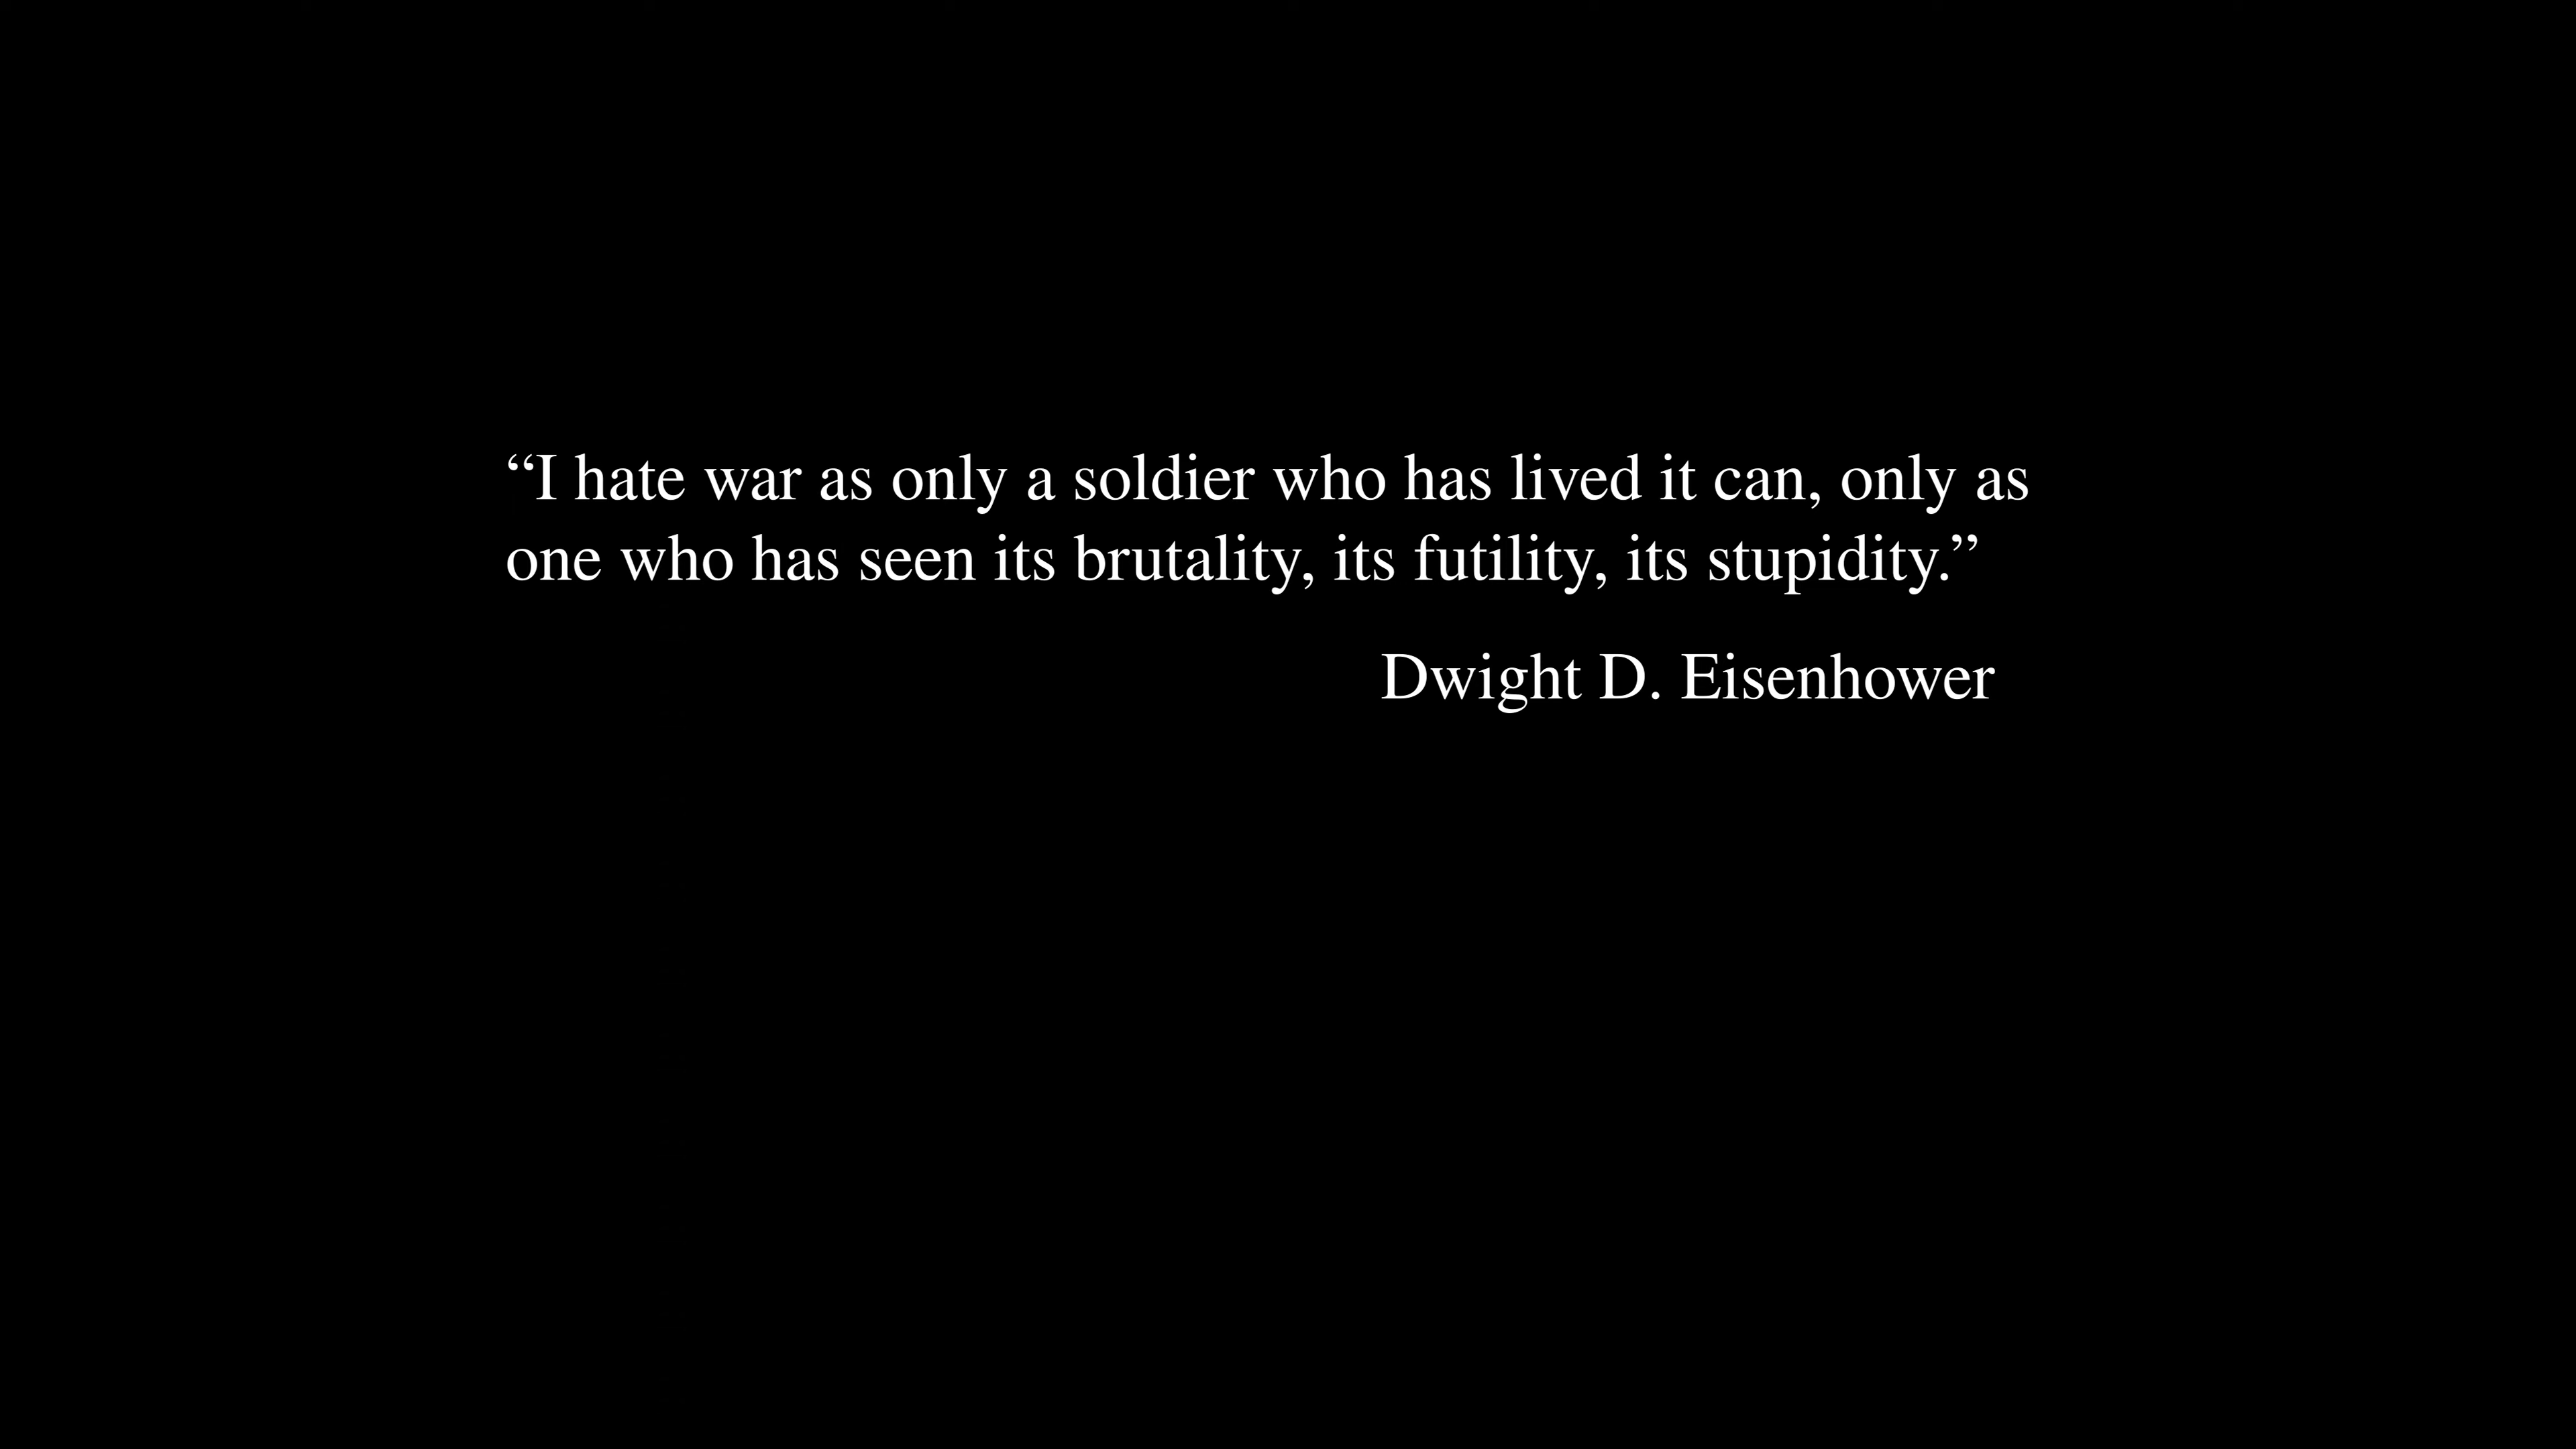 “I hate war as only a soldier who has lived it can, only as
one who has seen its brutality, its futility, its stupidity.”
Dwight D. Eisenhower